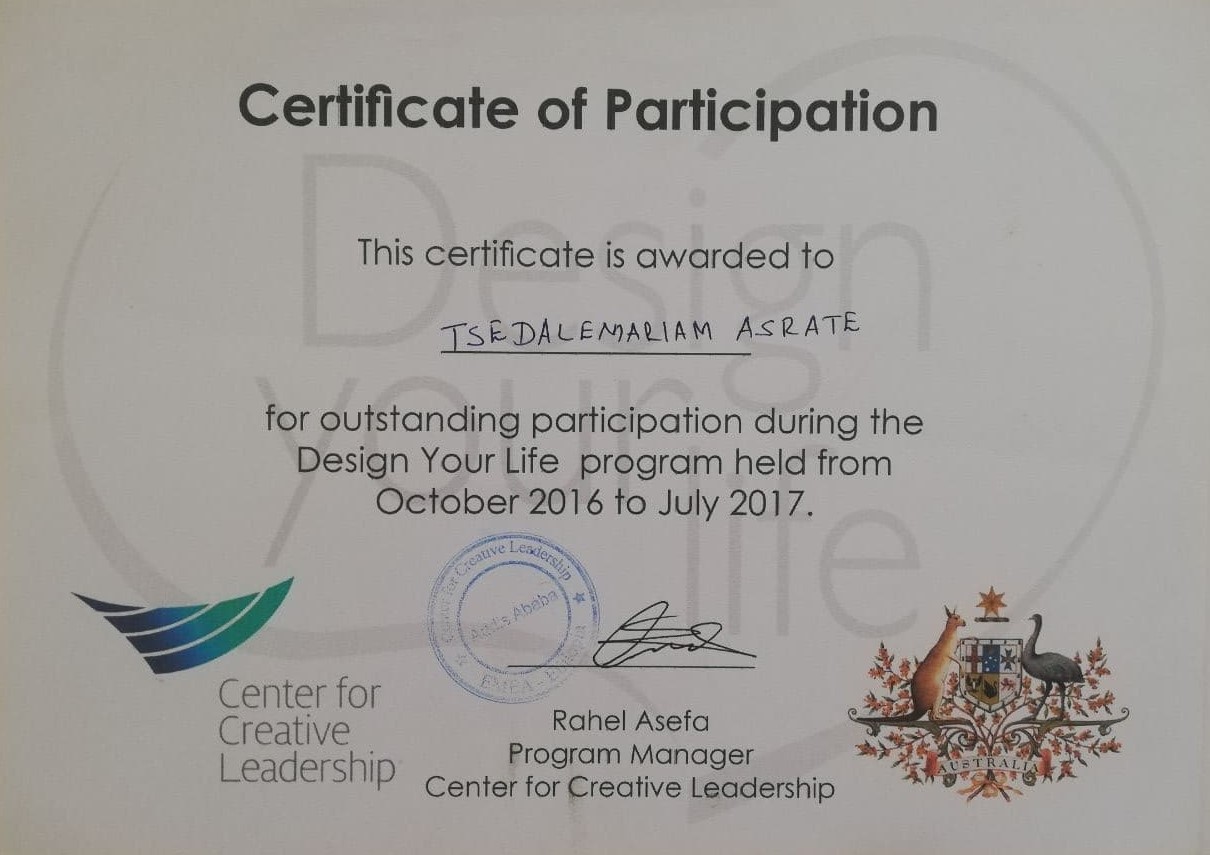 Certificate of Participation
Design
your
life
This certificate is awarded to
TSEDALEMARIAM ASRATE
for outstanding participation during the
Design Your Life program held from
October 2016 to July 2017.
Center for Creative Leadership
Addis Ababa
EMEA -
Center for
Creative
Leadership
Rahel Asefa
Program Manager
Center for Creative Leadership
AUSTRALIA